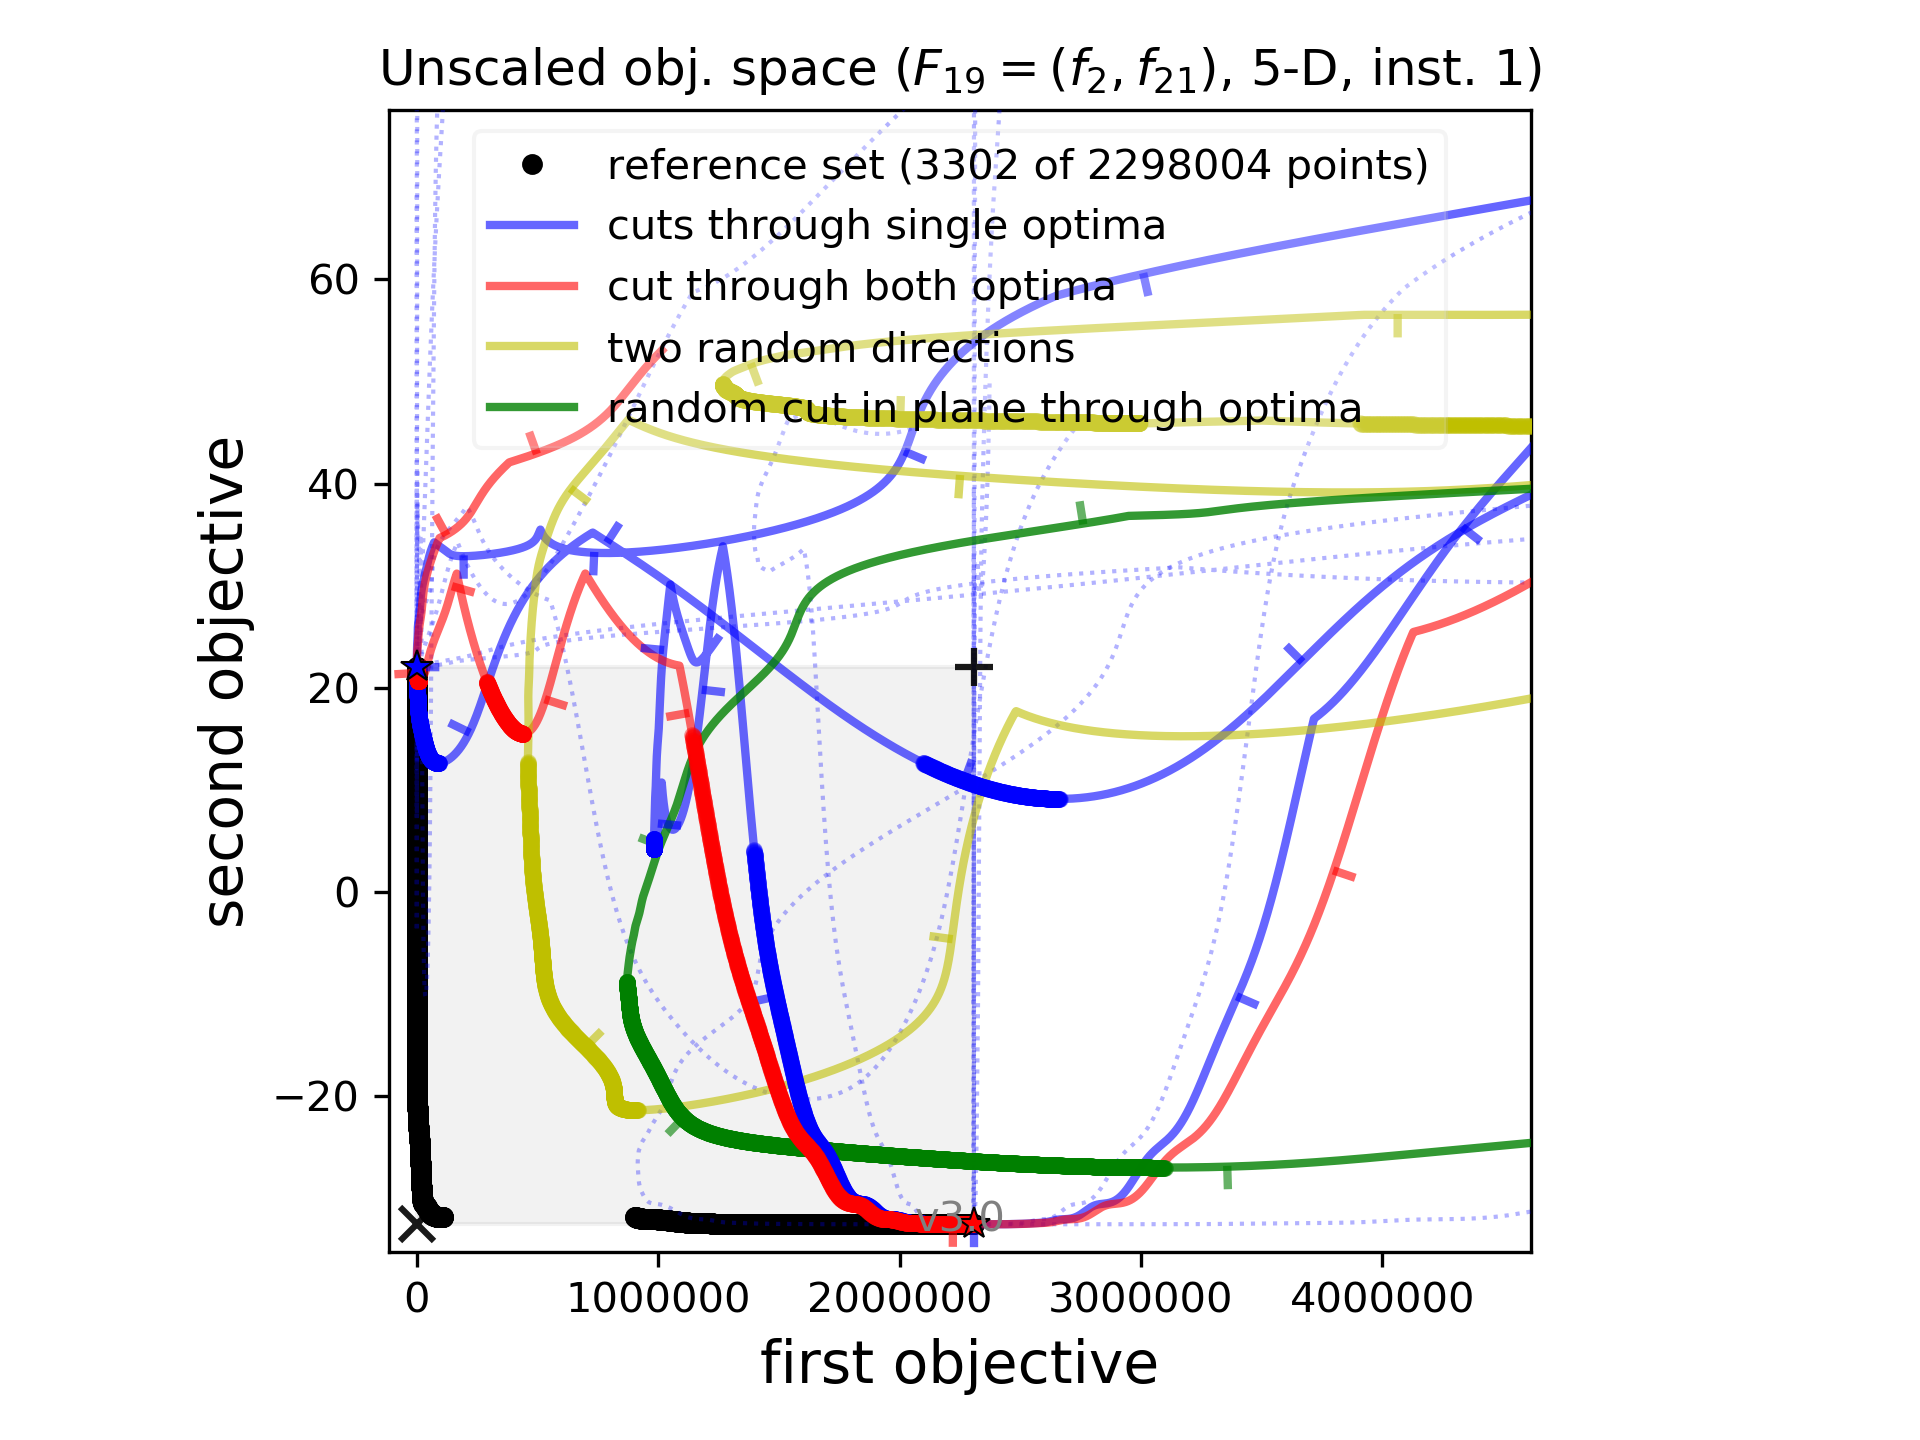 Unscaled obj. space (F₁₉ = (f₂, f₂₁), 5-D, inst. 1)
reference set (3302 of 2298004 points)
cuts through single optima
cut through both optima
two random directions
random cut in plane through optima
60
40
20
0
−20
second objective
v3.0
0 1000000 2000000 3000000 4000000
first objective